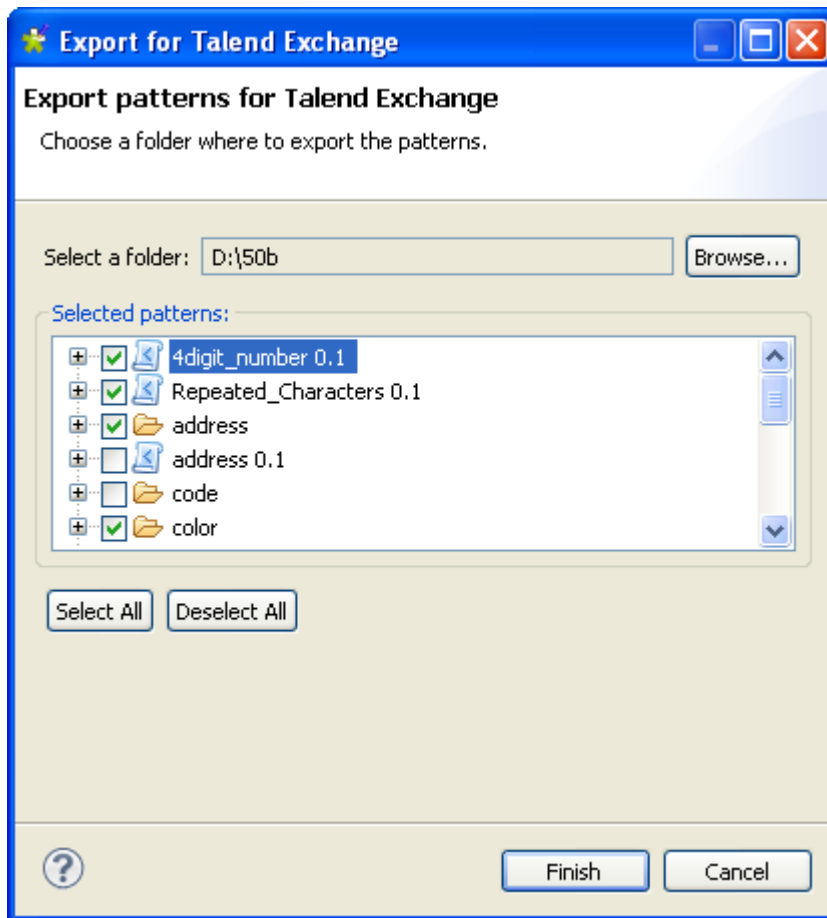 Export for Talend Exchange
Export patterns for Talend Exchange
Choose a folder where to export the patterns.
Select a folder: D:\50b Browse...
Selected patterns:
4digit_number 0.1
Repeated_Characters 0.1
address
address 0.1
code
color
Select All Deselect All
? Finish Cancel